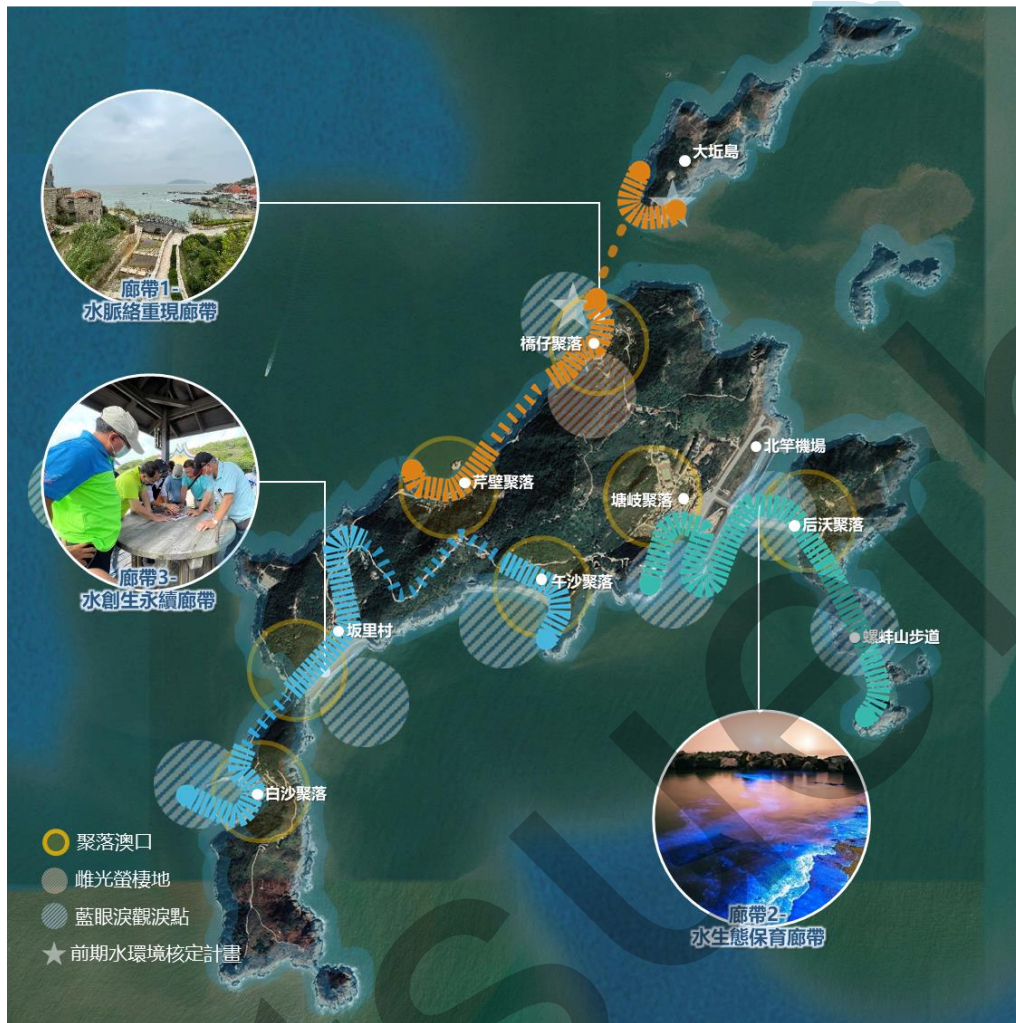 大坵島
廊帶1-
水脈絡重現廊帶
橋仔聚落
北竿機場
芹壁聚落
塘岐聚落
后沃聚落
廊帶3-
水創生永續廊帶
午沙聚落
坂里村
螺蚌山步道
白沙聚落
聚落澳口
雌光螢棲地
藍眼淚觀淚點
前期水環境核定計畫
廊帶2-
水生態保育廊帶